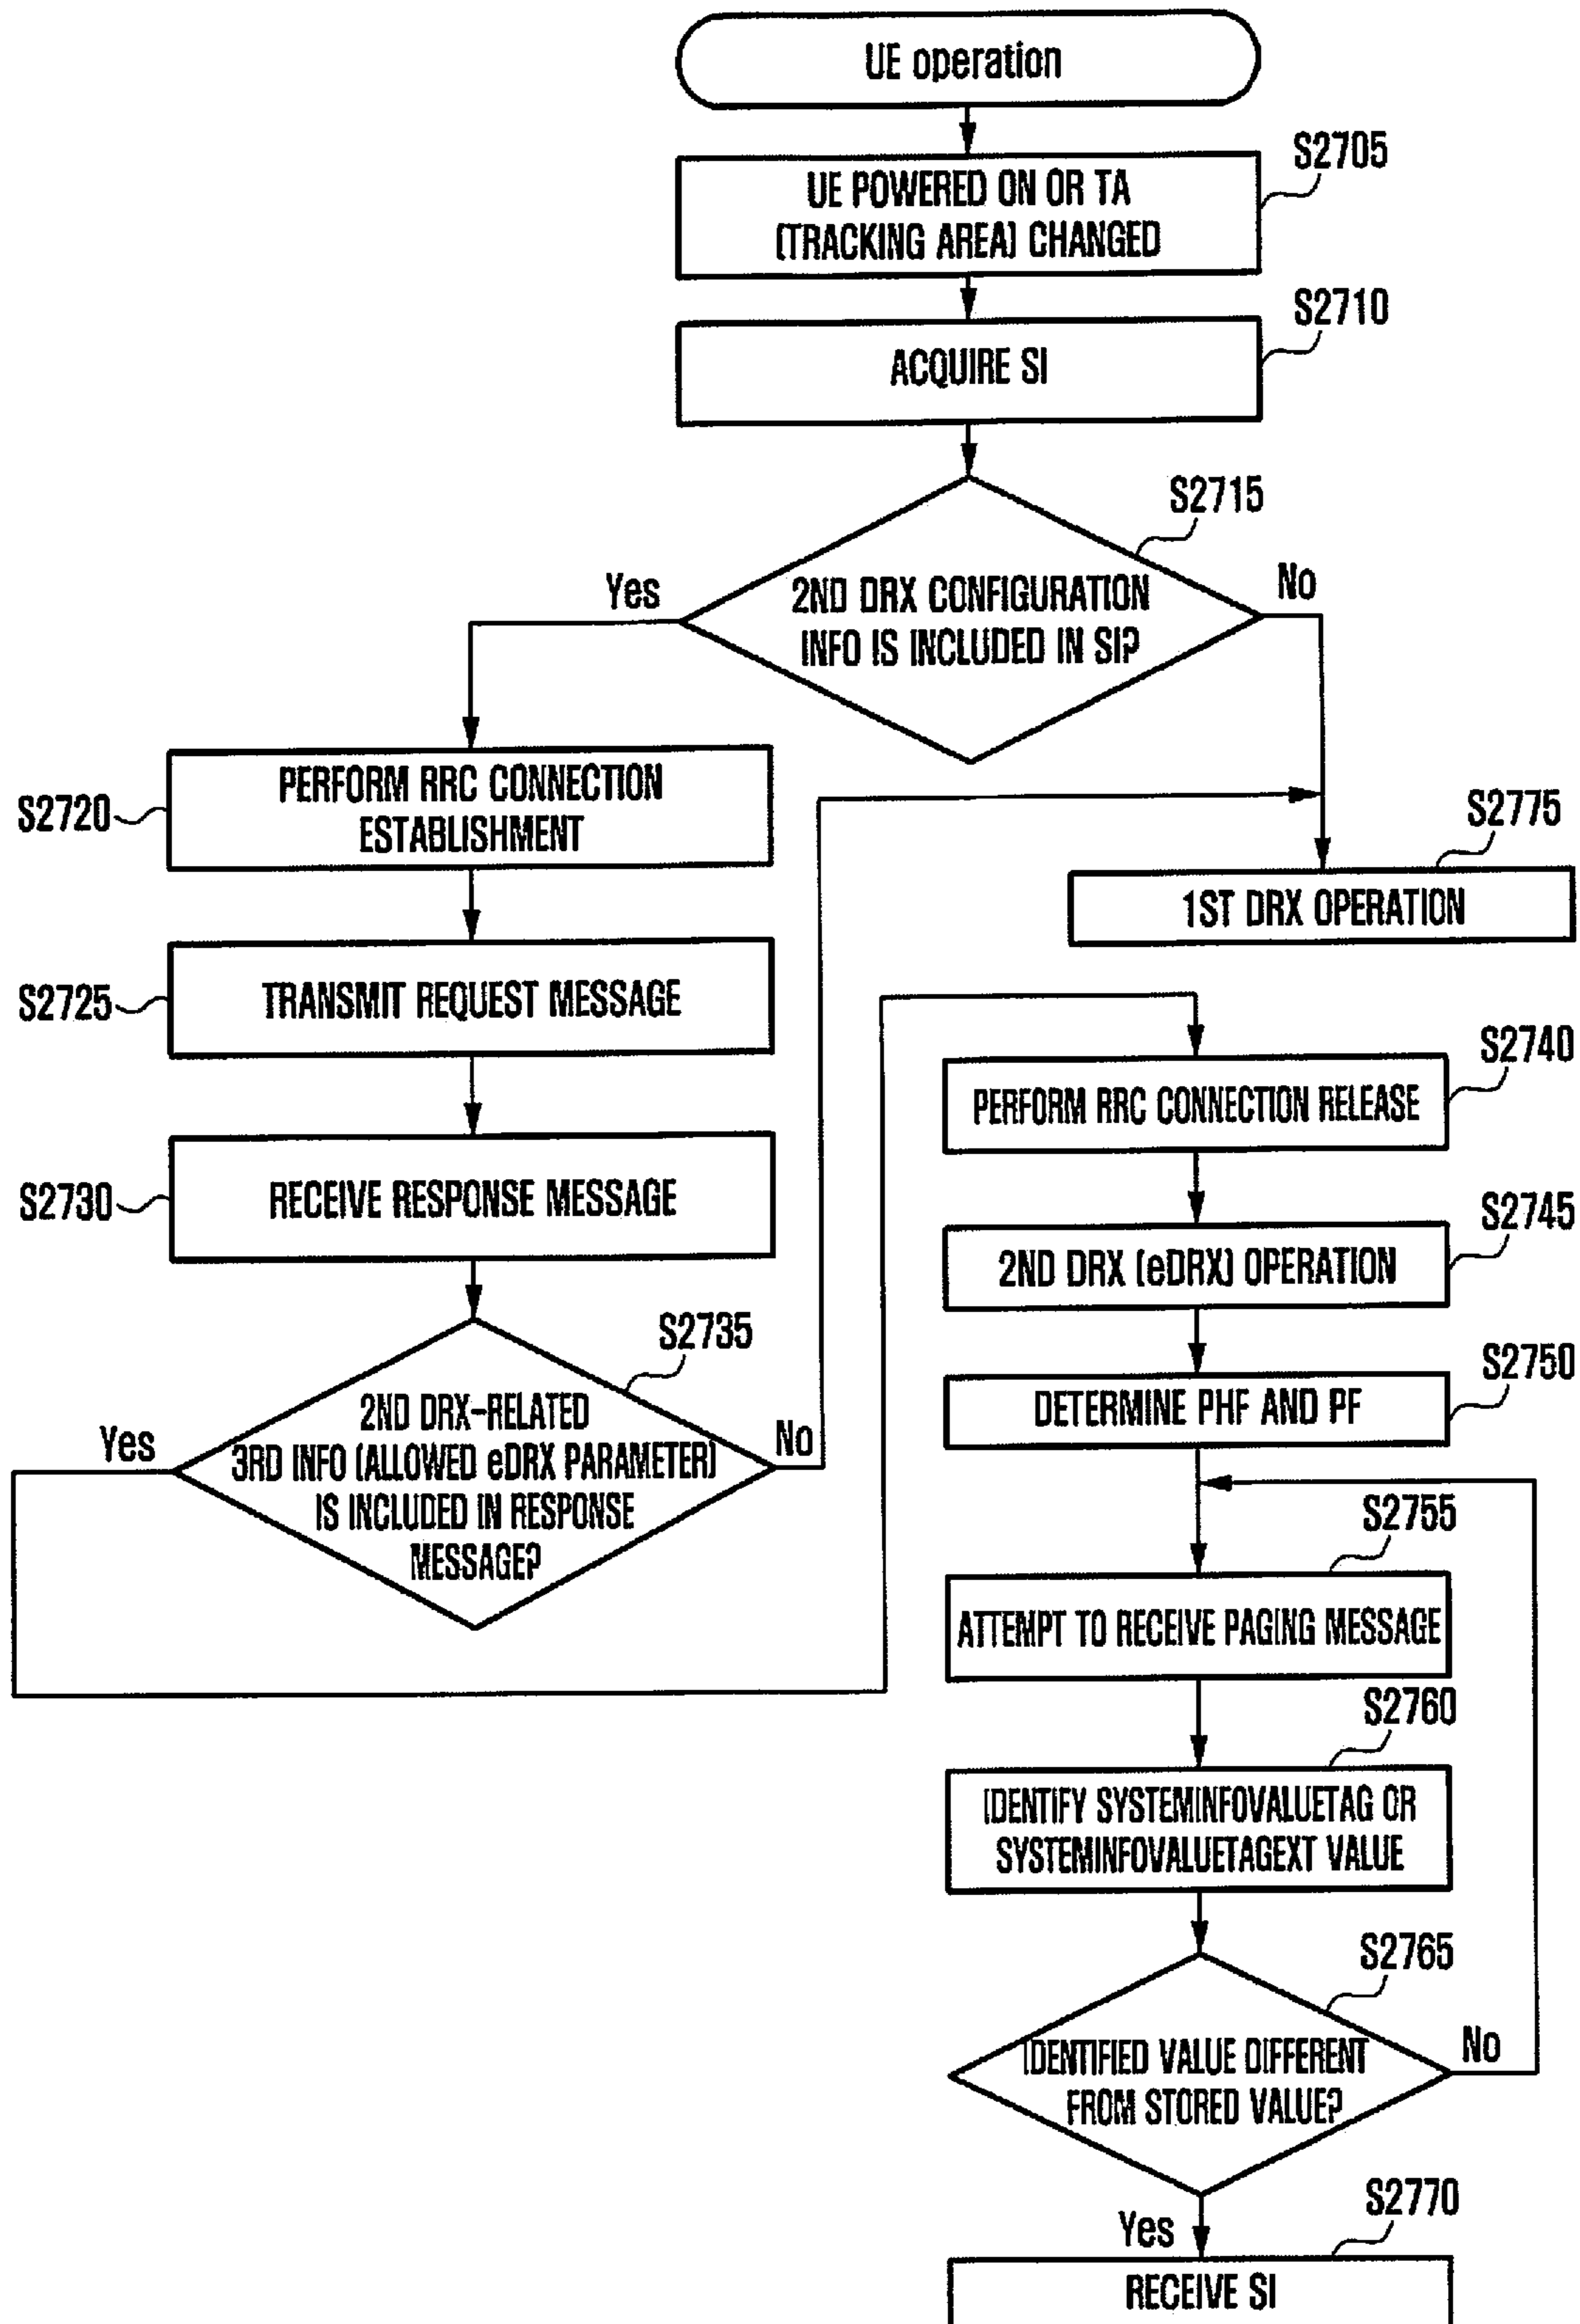 UE operation
S2705
UE POWERED ON OR TA
(TRACKING AREA) CHANGED
S2710
ACQUIRE SI
S2715
Yes
No
2ND DRX CONFIGURATION
INFO IS INCLUDED IN SI?
S2720
PERFORM RRC CONNECTION
ESTABLISHMENT
S2775
1ST DRX OPERATION
S2725
TRANSMIT REQUEST MESSAGE
S2730
RECEIVE RESPONSE MESSAGE
S2735
Yes
No
2ND DRX-RELATED
3RD INFO (ALLOWED eDRX PARAMETER)
IS INCLUDED IN RESPONSE
MESSAGE?
S2740
PERFORM RRC CONNECTION RELEASE
S2745
2ND DRX (eDRX) OPERATION
S2750
DETERMINE PHF AND PF
S2755
ATTEMPT TO RECEIVE PAGING MESSAGE
S2760
IDENTIFY SYSTEMINFOVALUETAG OR
SYSTEMINFOVALUETAGEXT VALUE
S2765
IDENTIFIED VALUE DIFFERENT
FROM STORED VALUE?
No
Yes
S2770
RECEIVE SI